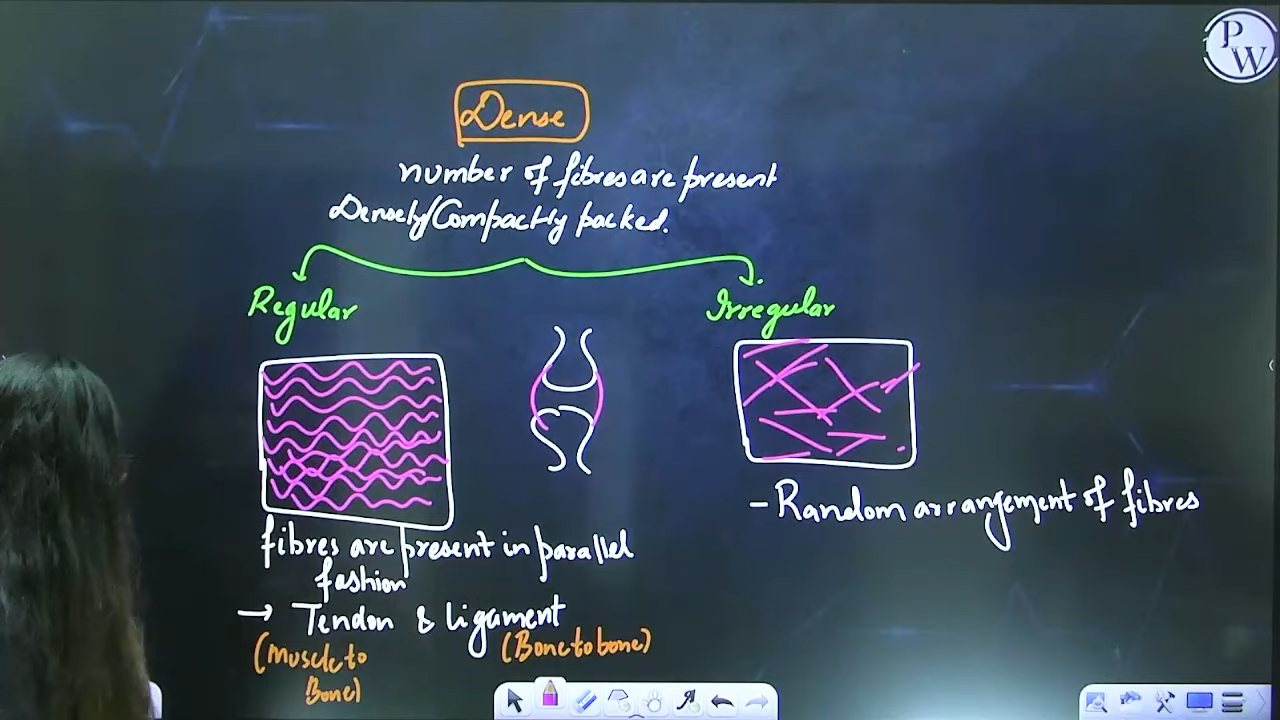 PW
Dense
number of fibres are present
Densely/Compactly packed.
Regular
Irregular
fibres are present in parallel
fashion
- Random arrangement of fibres
→ Tendon & ligament
(Muscle to
Bone)
(Bone to bone)